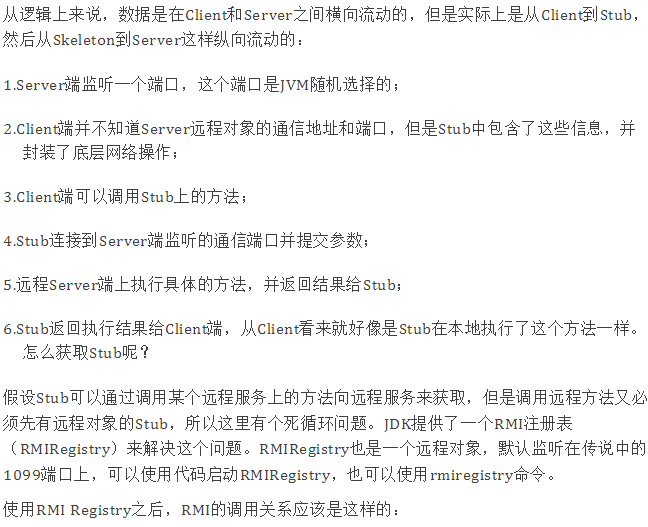 从逻辑上来说，数据是在Client和Server之间横向流动的，但是实际上是从Client到Stub，
然后从Skeleton到Server这样纵向流动的：
1.Server端监听一个端口，这个端口是JVM随机选择的；
2.Client端并不知道Server远程对象的通信地址和端口，但是Stub中包含了这些信息，并
封装了底层网络操作；
3.Client端可以调用Stub上的方法；
4.Stub连接到Server端监听的通信端口并提交参数；
5.远程Server端上执行具体的方法，并返回结果给Stub；
6.Stub返回执行结果给Client端，从Client看来就好像是Stub在本地执行了这个方法一样。
怎么获取Stub呢？
假设Stub可以通过调用某个远程服务上的方法向远程服务来获取，但是调用远程方法又必
须先有远程对象的Stub，所以这里有个死循环问题。JDK提供了一个RMI注册表
（RMIRegistry）来解决这个问题。RMIRegistry也是一个远程对象，默认监听在传说中的
1099端口上，可以使用代码启动RMIRegistry，也可以使用rmiregistry命令。
使用RMI Registry之后，RMI的调用关系应该是这样的：